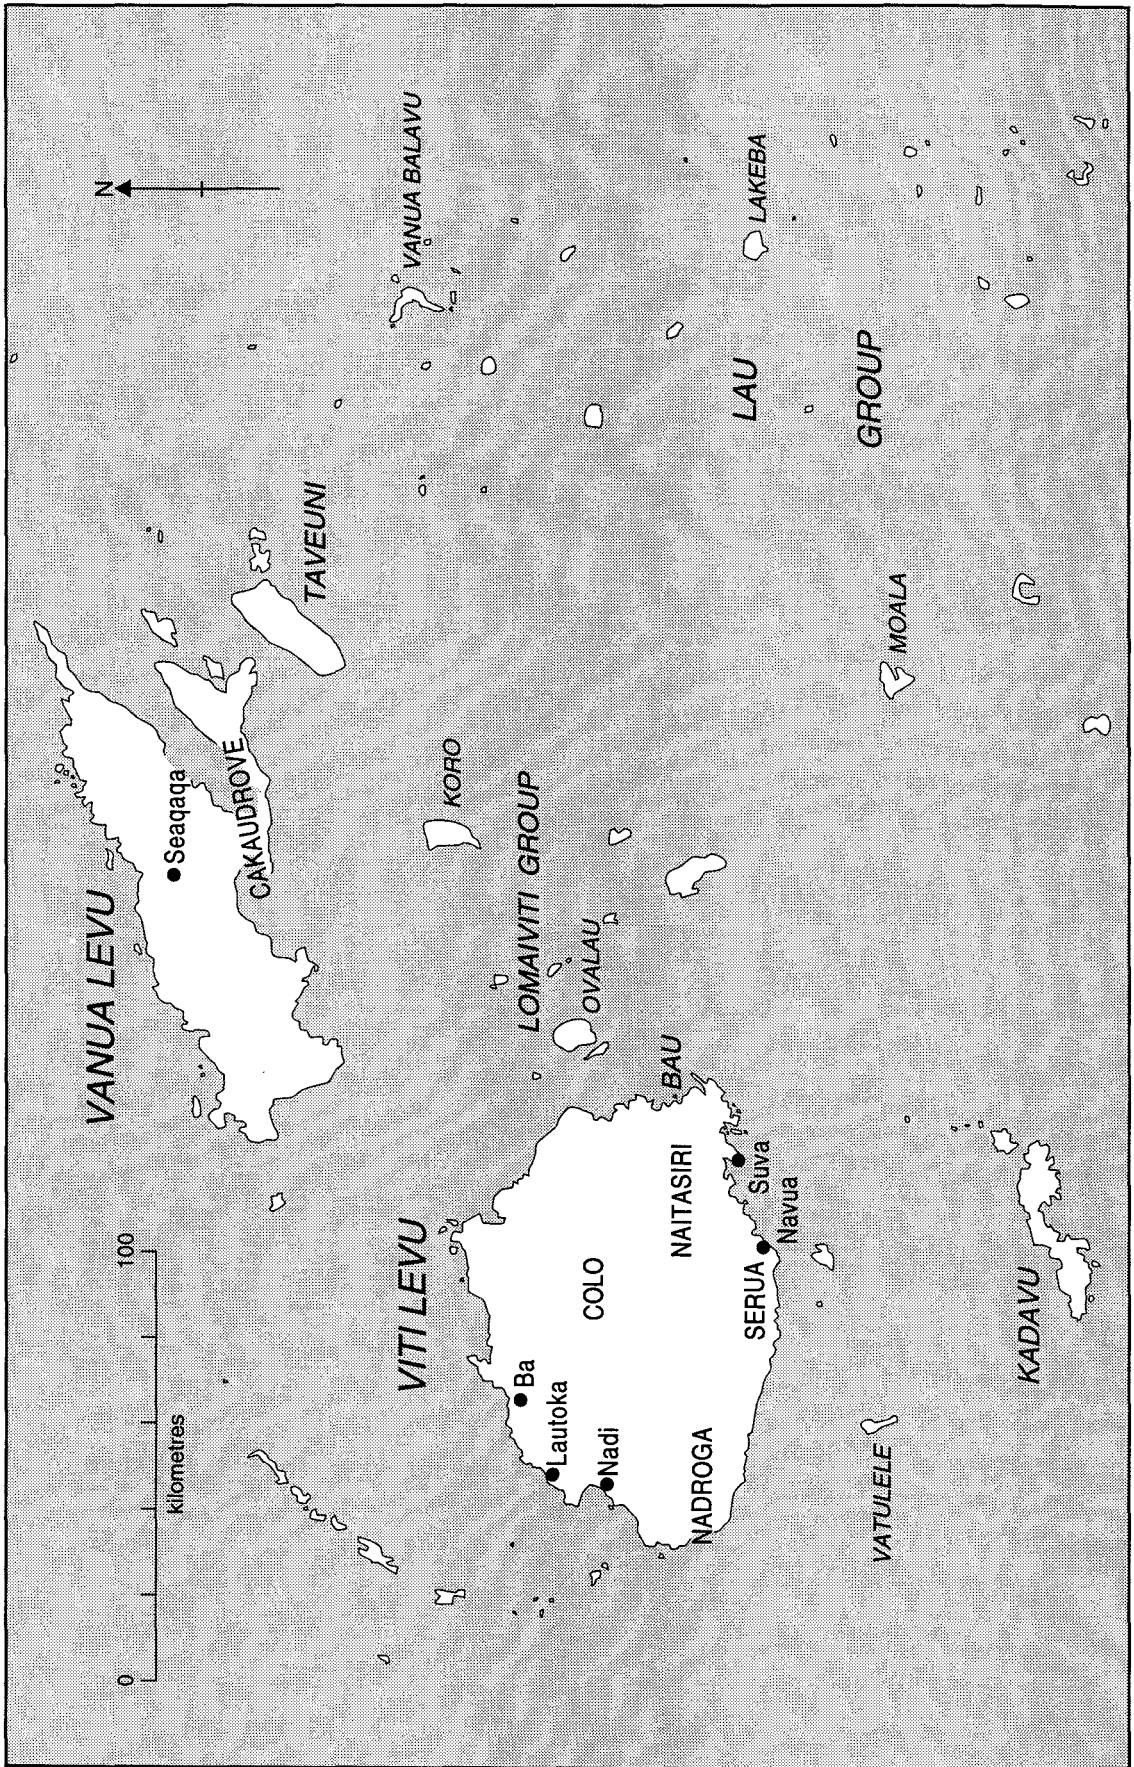 N
VANUA LEVU
Seaqaqa
CAKAUDROVE
TAVEUNI
0
100
kilometres
VANUA BALAVU
KORO
LOMAIVITI GROUP
OVALAU
VITI LEVU
Ba
Lautoka
Nadi
COLO
NAITASIRI
BAU
NADROGA
SERUA
Suva
Navua
LAKEBA
LAU
GROUP
MOALA
VATULELE
KADAVU